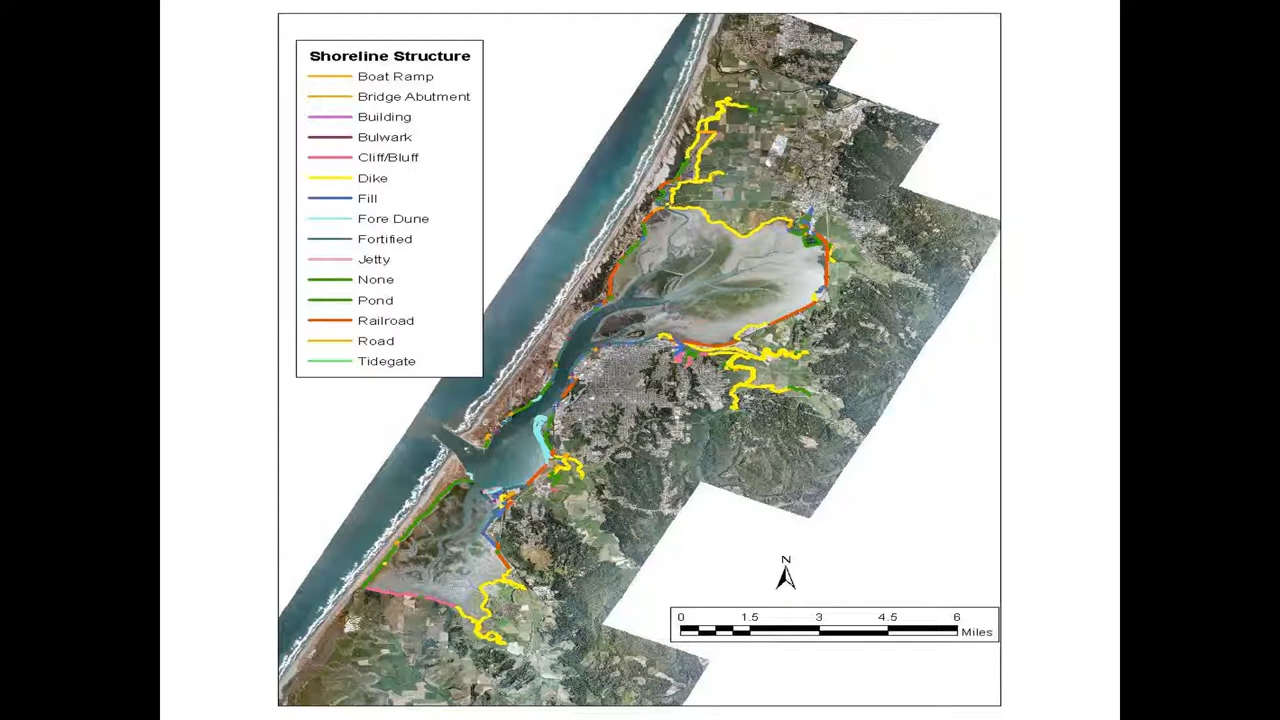 Shoreline Structure
Boat Ramp
Bridge Abutment
Building
Bulwark
Cliff/Bluff
Dike
Fill
Fore Dune
Fortified
Jetty
None
Pond
Railroad
Road
Tidegate
N
0 1.5 3 4.5 6
Miles